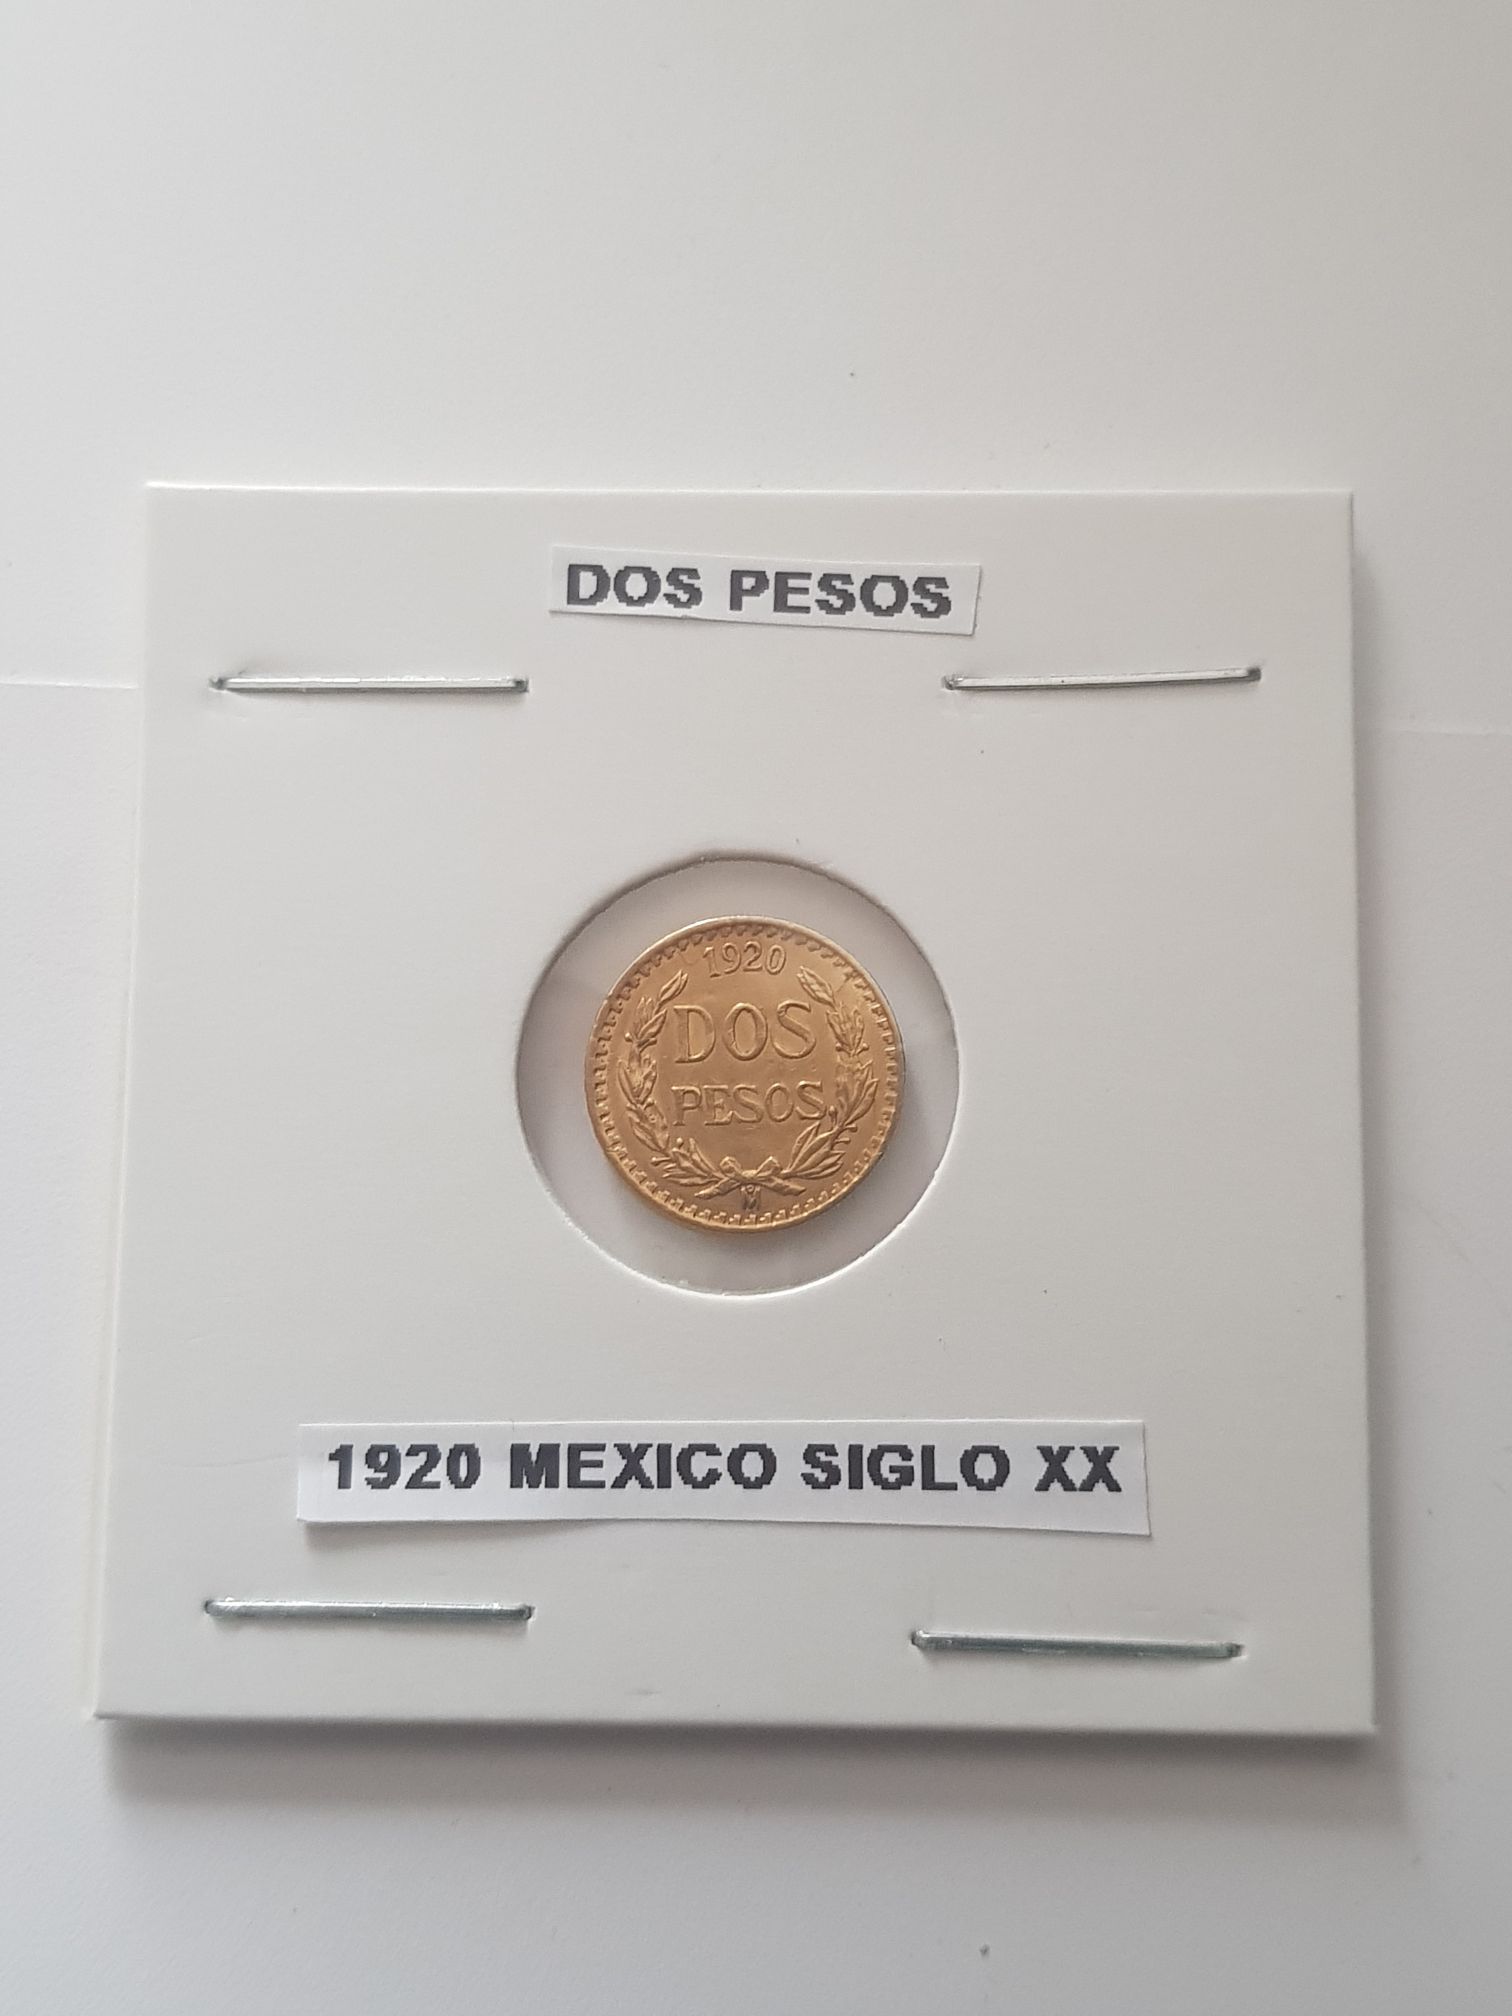 DOS PESOS
1920
DOS
PESOS
M
1920 MEXICO SIGLO XX